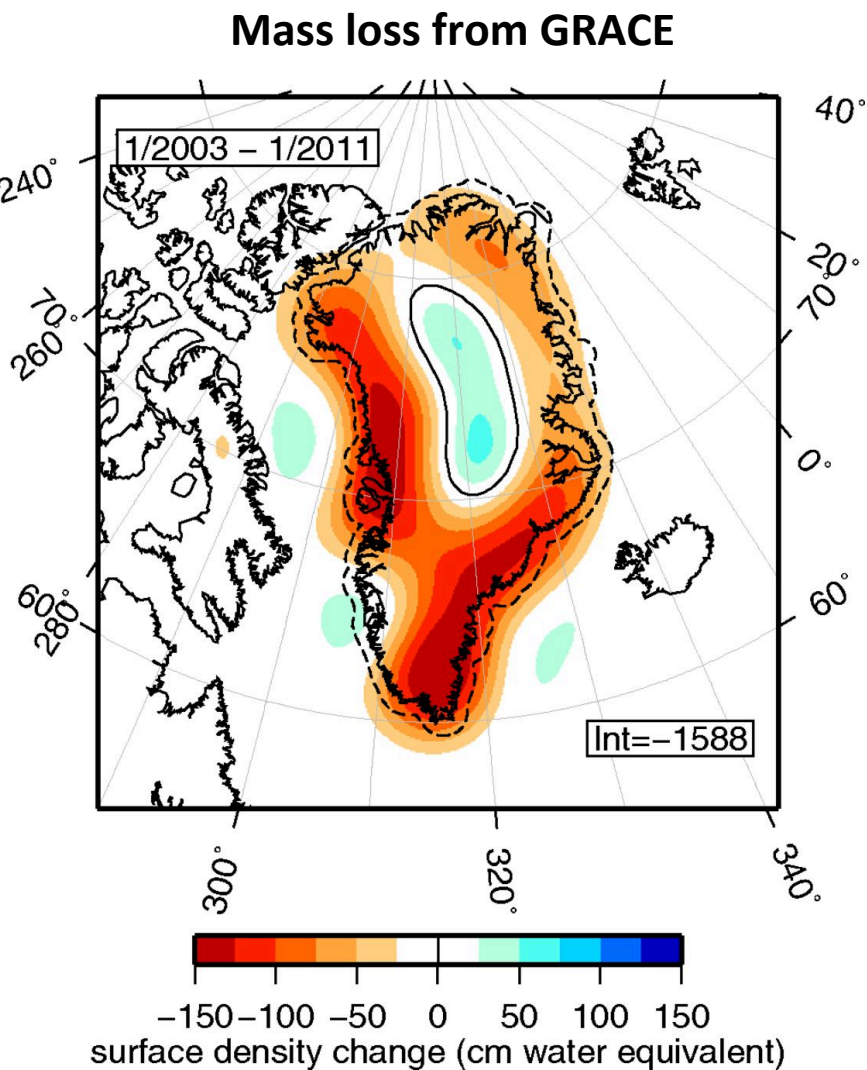 Mass loss from GRACE
40°
1/2003 − 1/2011
240°
20°
70°
70°
260°
0°
60°
280°
60°
Int=−1588
300°
320°
340°
−150 −100 −50 0 50 100 150
surface density change (cm water equivalent)